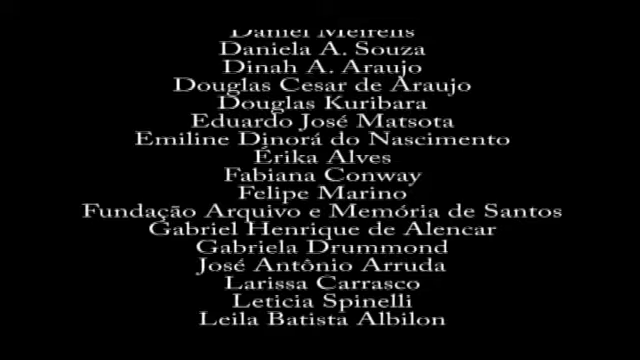 Daniel Meirelis
Daniela A. Souza
Dinah A. Araujo
Douglas Cesar de Araujo
Douglas Kuribara
Eduardo José Matsota
Emiline Dinorá do Nascimento
Érika Alves
Fabiana Conway
Felipe Marino
Fundação Arquivo e Memória de Santos
Gabriel Henrique de Alencar
Gabriela Drummond
José Antônio Arruda
Larissa Carrasco
Leticia Spinelli
Leila Batista Albilon